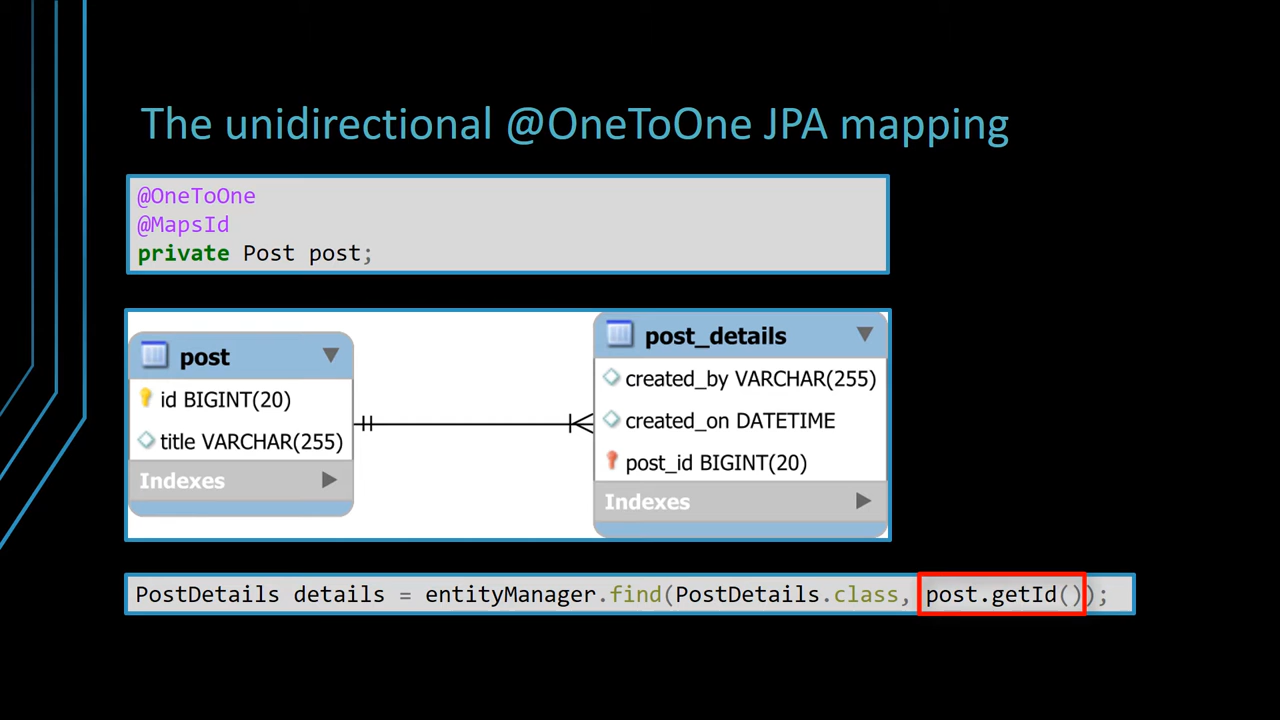 The unidirectional @OneToOne JPA mapping
@OneToOne
@MapsId
private Post post;
post
id BIGINT(20)
title VARCHAR(255)
Indexes
post_details
created_by VARCHAR(255)
created_on DATETIME
post_id BIGINT(20)
Indexes
PostDetails details = entityManager.find(PostDetails.class, post.getId());